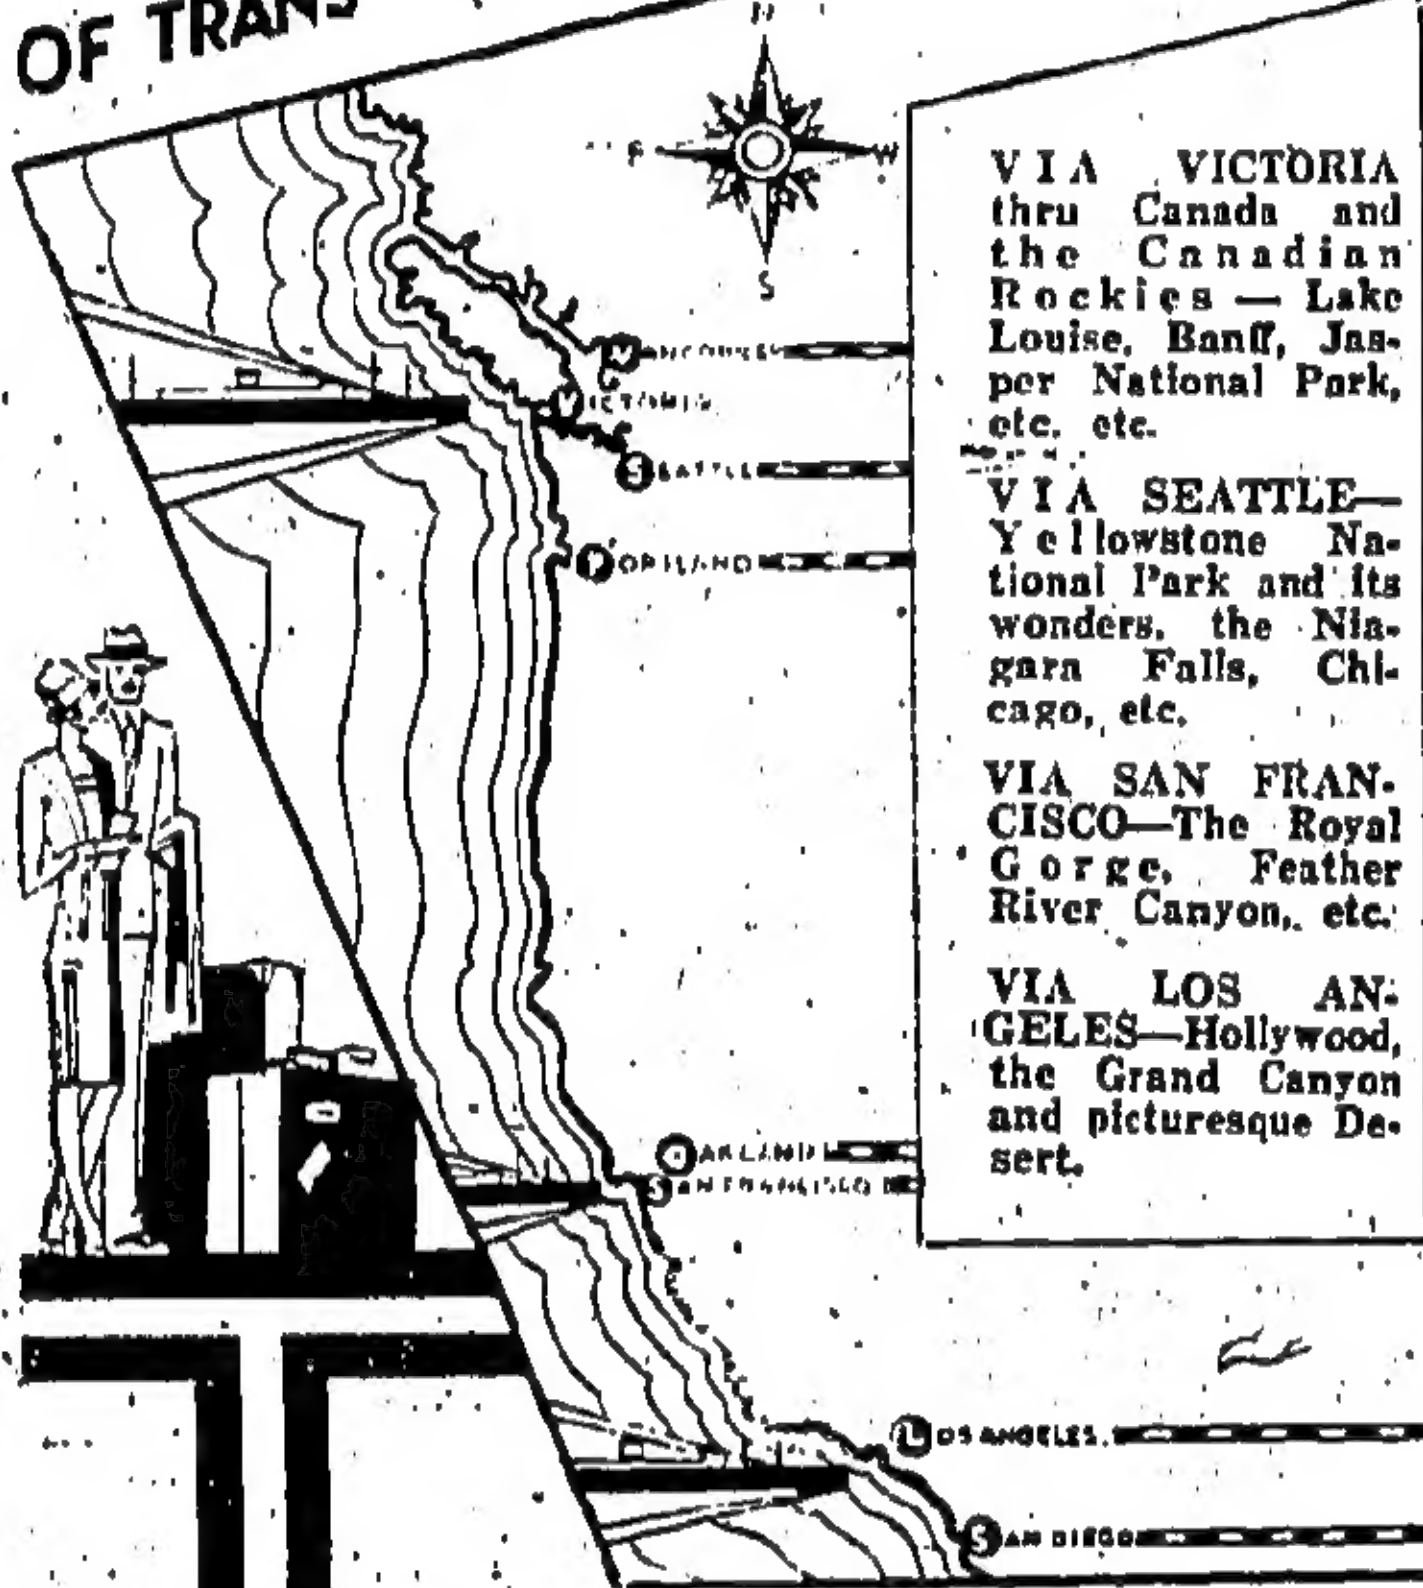 OF TRANS
N
W
S
VIA VICTORIA
thru Canada and
the Canadian
Rockies — Lake
Louise, Banff, Jas-
per National Park,
etc. etc.
VIA SEATTLE—
Yellowstone Na-
tional Park and its
wonders, the Nia-
gara Falls, Chi-
cago, etc.
VIA SAN FRAN-
CISCO—The Royal
Gorge, Feather
River Canyon, etc.
VIA LOS AN-
GELES—Hollywood,
the Grand Canyon
and picturesque De-
sert.
VANCOUVER
VICTORIA
SEATTLE
PORTLAND
OAKLAND
SAN FRANCISCO
LOS ANGELES.
SAN DIEGO